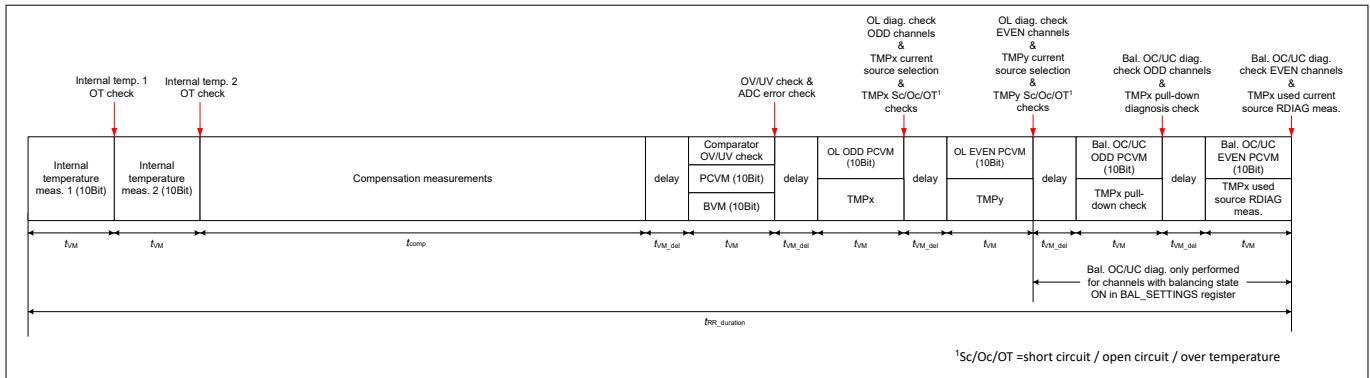 Internal temp. 1
OT check
Internal temp. 2
OT check
OV/UV check &
ADC error check
OL diag. check
ODD channels
&
TMPx current
source selection
&
TMPx Sc/Oc/OT¹
checks
OL diag. check
EVEN channels
&
TMPy current
source selection
&
TMPy Sc/Oc/OT¹
checks
Bal. OC/UC diag.
check ODD channels
&
TMPx pull-down
diagnosis check
Bal. OC/UC diag.
check EVEN channels
&
TMPx used current
source RDIAG meas.
Internal
temperature
meas. 1 (10Bit)
Internal
temperature
meas. 2 (10Bit)
Compensation measurements
delay
Comparator
OV/UV check
PCVM (10Bit)
BVM (10Bit)
delay
OL ODD PCVM
(10Bit)
TMPx
delay
OL EVEN PCVM
(10Bit)
TMPy
delay
Bal. OC/UC
ODD PCVM
(10Bit)
TMPx pull-
down check
delay
Bal. OC/UC
EVEN PCVM
(10Bit)
TMPx used
source RDIAG
meas.
tVM
tVM
tcomp
tVM_del
tVM
tVM_del
tVM
tVM_del
tVM
tVM_del
tVM
tVM_del
tVM
Bal. OC/UC diag. only performed
for channels with balancing state
ON in BAL_SETTINGS register
tRR_duration
¹Sc/Oc/OT =short circuit / open circuit / over temperature